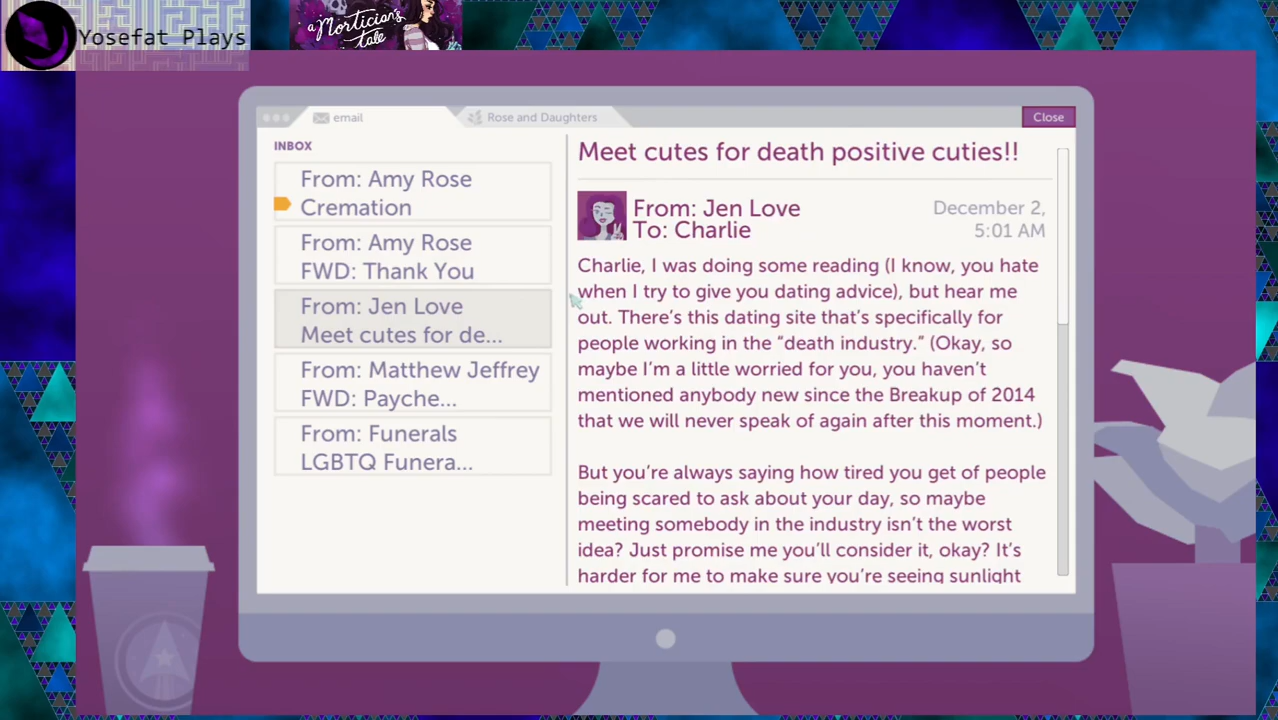 Yosefat Plays
a Mortician's
tale
email
Rose and Daughters
Close
INBOX
From: Amy Rose
Cremation
From: Amy Rose
FWD: Thank You
From: Jen Love
Meet cutes for de...
From: Matthew Jeffrey
FWD: Payche...
From: Funerals
LGBTQ Funera...
Meet cutes for death positive cuties!!
From: Jen Love
To: Charlie
December 2,
5:01 AM
Charlie, I was doing some reading (I know, you hate
when I try to give you dating advice), but hear me
out. There's this dating site that's specifically for
people working in the “death industry.” (Okay, so
maybe I'm a little worried for you, you haven't
mentioned anybody new since the Breakup of 2014
that we will never speak of again after this moment.)
But you're always saying how tired you get of people
being scared to ask about your day, so maybe
meeting somebody in the industry isn't the worst
idea? Just promise me you'll consider it, okay? It's
harder for me to make sure you're seeing sunlight